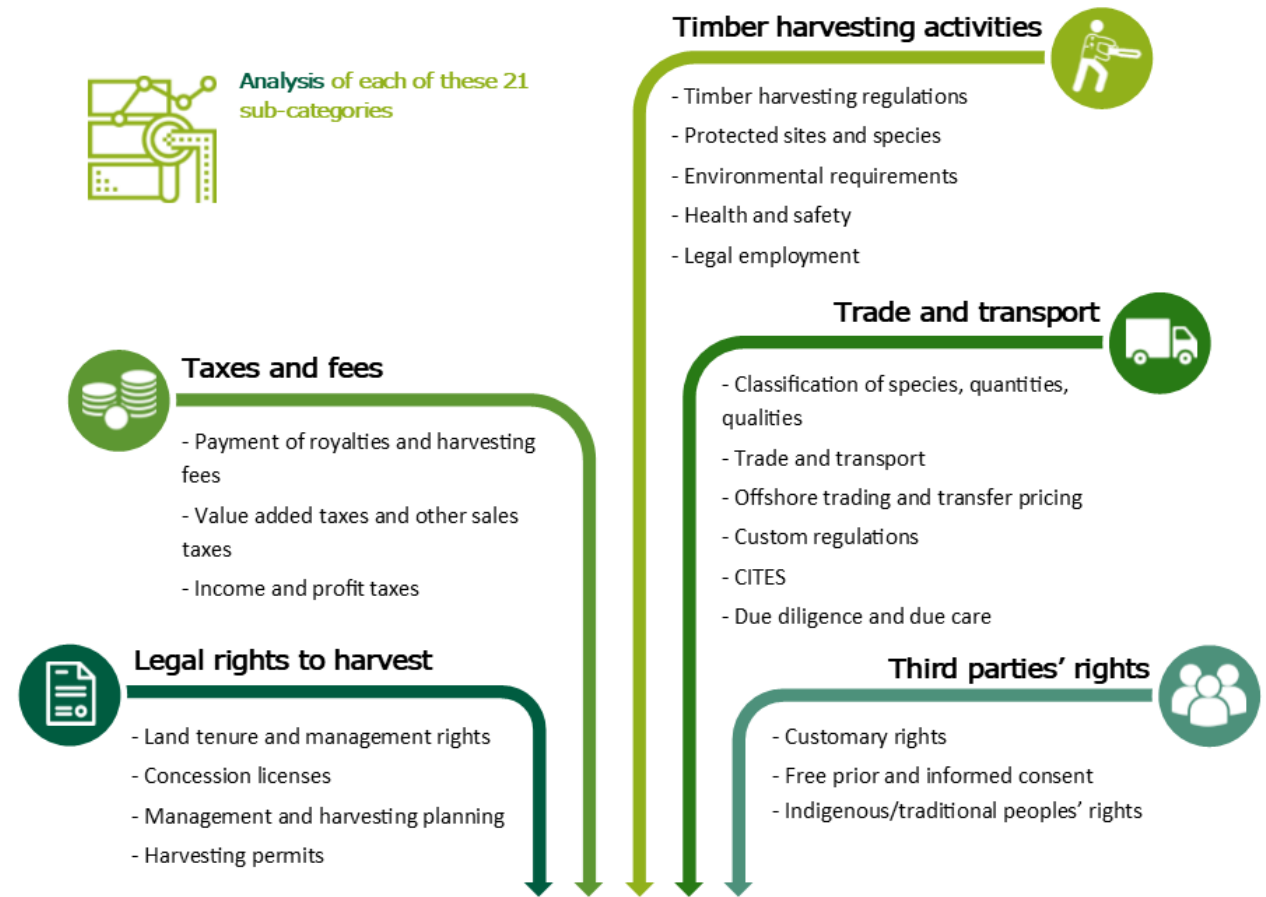 Analysis of each of these 21
sub-categories
Timber harvesting activities
- Timber harvesting regulations
- Protected sites and species
- Environmental requirements
- Health and safety
- Legal employment
Trade and transport
- Classification of species, quantities,
qualities
- Trade and transport
- Offshore trading and transfer pricing
- Custom regulations
- CITES
- Due diligence and due care
Taxes and fees
- Payment of royalties and harvesting
fees
- Value added taxes and other sales
taxes
- Income and profit taxes
Legal rights to harvest
- Land tenure and management rights
- Concession licenses
- Management and harvesting planning
- Harvesting permits
Third parties’ rights
- Customary rights
- Free prior and informed consent
- Indigenous/traditional peoples’ rights